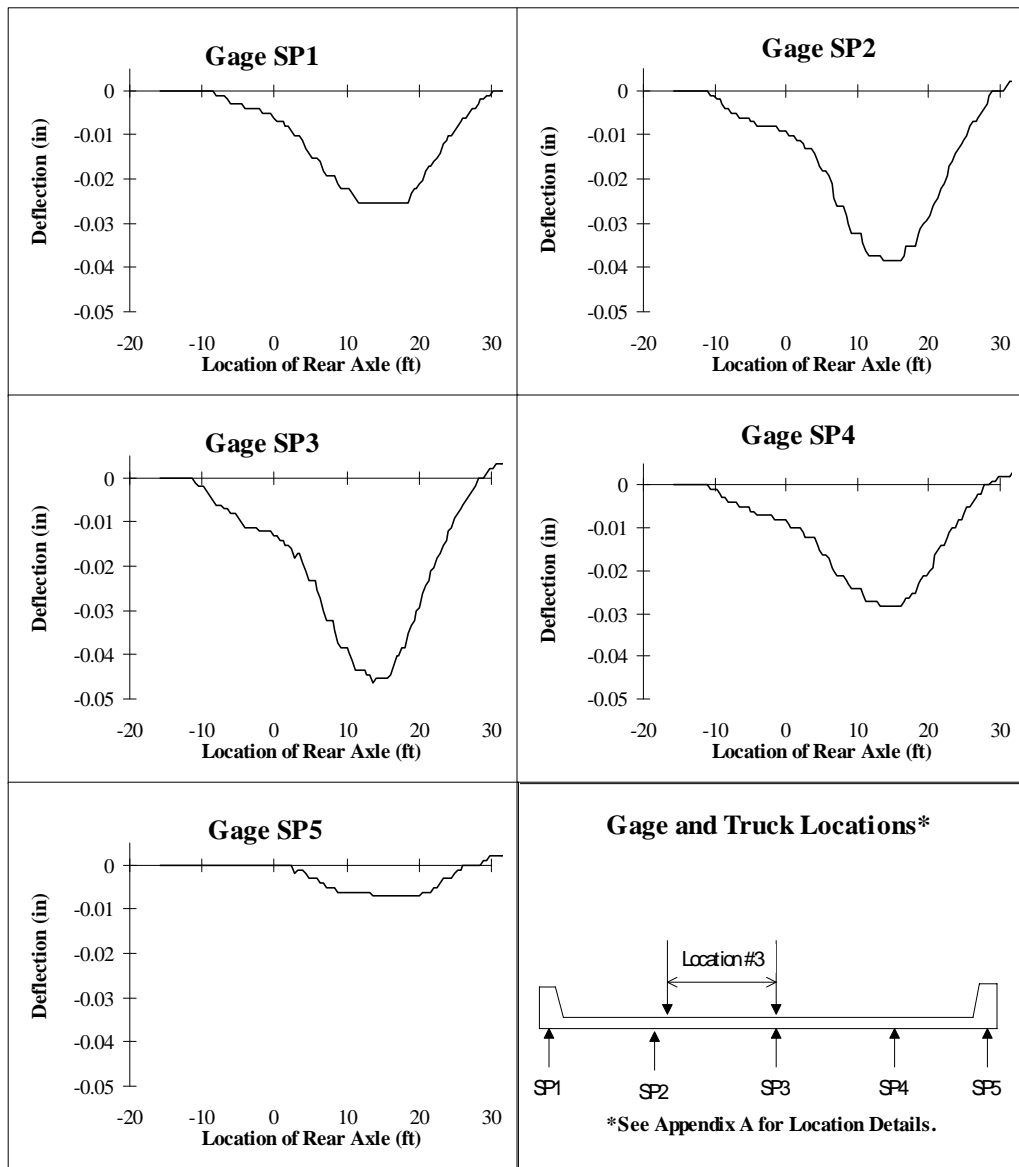 Gage SP1
0
-0.01
-0.02
-0.03
-0.04
-0.05
-20 -10 0 10 20 30
Deflection (in)
Location of Rear Axle (ft)
Gage SP2
0
-0.01
-0.02
-0.03
-0.04
-0.05
-20 -10 0 10 20 30
Deflection (in)
Location of Rear Axle (ft)
Gage SP3
0
-0.01
-0.02
-0.03
-0.04
-0.05
-20 -10 0 10 20 30
Deflection (in)
Location of Rear Axle (ft)
Gage SP4
0
-0.01
-0.02
-0.03
-0.04
-0.05
-20 -10 0 10 20 30
Deflection (in)
Location of Rear Axle (ft)
Gage SP5
0
-0.01
-0.02
-0.03
-0.04
-0.05
-20 -10 0 10 20 30
Deflection (in)
Location of Rear Axle (ft)
Gage and Truck Locations*
Location #3
SP1 SP2 SP3 SP4 SP5
*See Appendix A for Location Details.